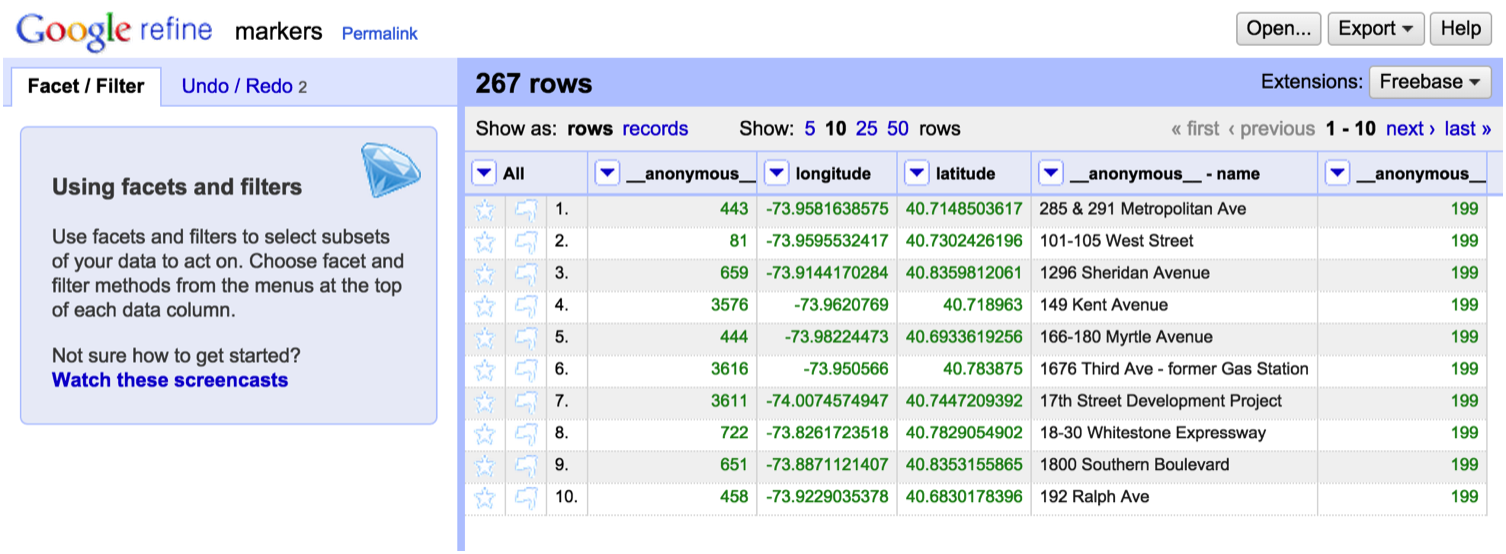 Google refine markers Permalink Open... Export Help
Facet / Filter Undo / Redo 2 267 rows Extensions: Freebase
Show as: rows records Show: 5 10 25 50 rows « first ‹ previous 1 - 10 next › last »
Using facets and filters
Use facets and filters to select subsets
of your data to act on. Choose facet and
filter methods from the menus at the top
of each data column.
Not sure how to get started?
Watch these screencasts
All __anonymous__ longitude latitude __anonymous__ - name __anonymous__
1. 443 -73.9581638575 40.7148503617 285 & 291 Metropolitan Ave 199
2. 81 -73.9595532417 40.7302426196 101-105 West Street 199
3. 659 -73.9144170284 40.8359812061 1296 Sheridan Avenue 199
4. 3576 -73.9620769 40.718963 149 Kent Avenue 199
5. 444 -73.98224473 40.6933619256 166-180 Myrtle Avenue 199
6. 3616 -73.950566 40.783875 1676 Third Ave - former Gas Station 199
7. 3611 -74.0074574947 40.7447209392 17th Street Development Project 199
8. 722 -73.8261723518 40.7829054902 18-30 Whitestone Expressway 199
9. 651 -73.8871121407 40.8353155865 1800 Southern Boulevard 199
10. 458 -73.9229035378 40.6830178396 192 Ralph Ave 199